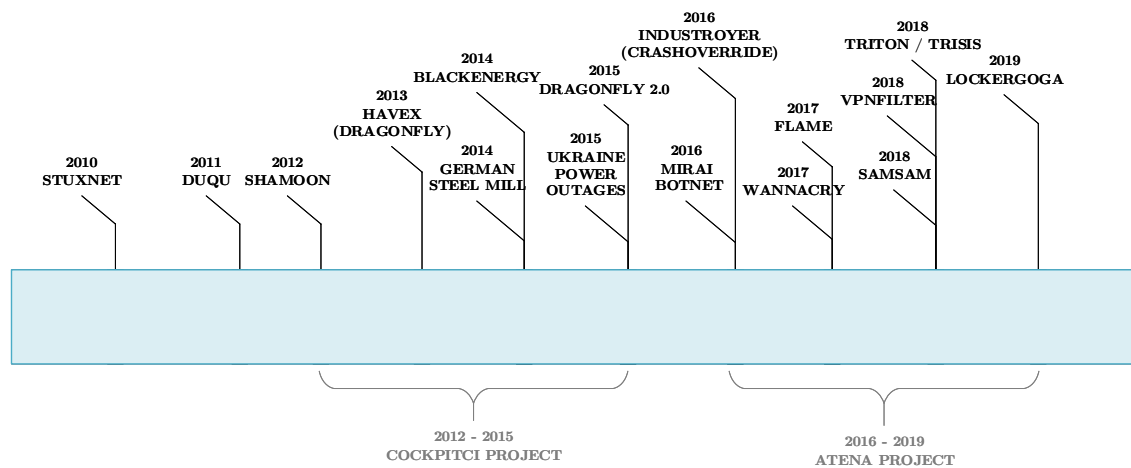 2010
STUXNET
2011
DUQU
2012
SHAMOON
2013
HAVEX
(DRAGONFLY)
2014
BLACKENERGY
2014
GERMAN
STEEL MILL
2015
DRAGONFLY 2.0
2015
UKRAINE
POWER
OUTAGES
2016
INDUSTROYER
(CRASHOVERRIDE)
2016
MIRAI
BOTNET
2017
FLAME
2017
WANNACRY
2018
TRITON / TRISIS
2018
VPNFILTER
2018
SAMSAM
2019
LOCKERGOGA
2012 - 2015
COCKPITCI PROJECT
2016 - 2019
ATENA PROJECT